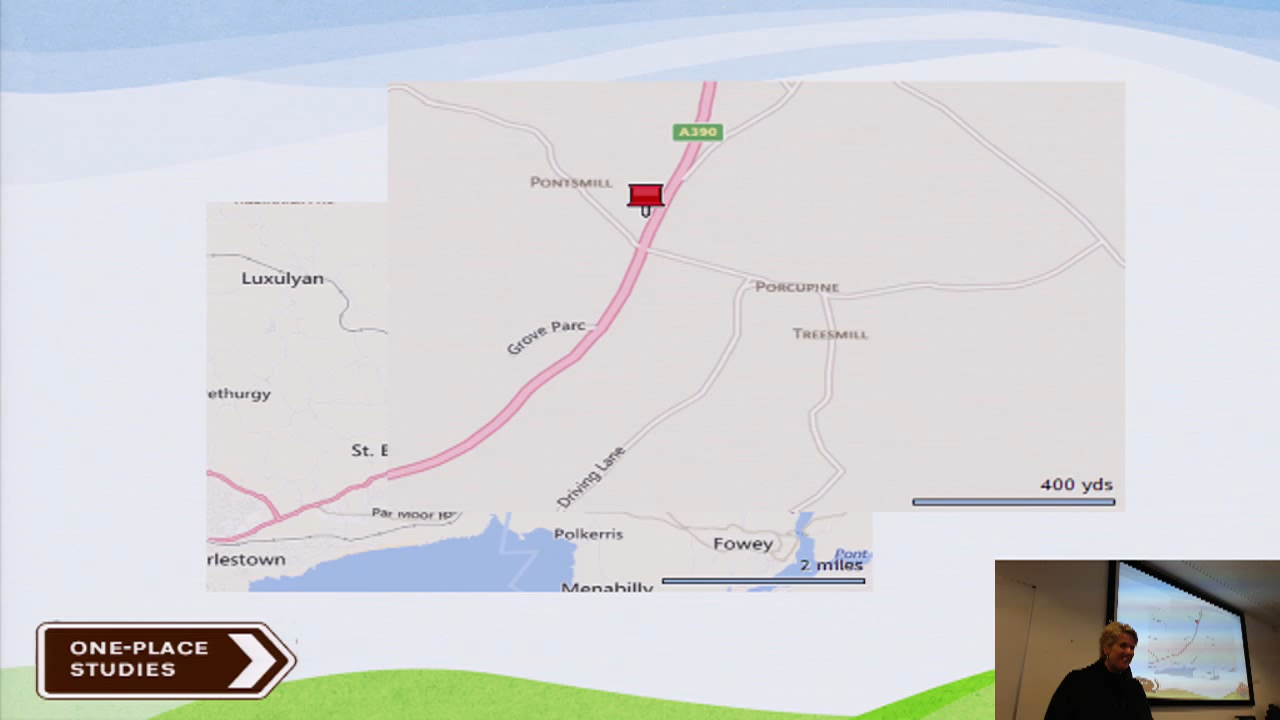 A390
PONTSMILL
Luxulyan
PORCUPINE
Grove Parc
TREESMILL
ethurgy
St. E
Driving Lane
400 yds
Par Moor Rd
Polkerris
Fowey
rlestown
Pont
2 miles
Menabilly
ONE-PLACE
STUDIES